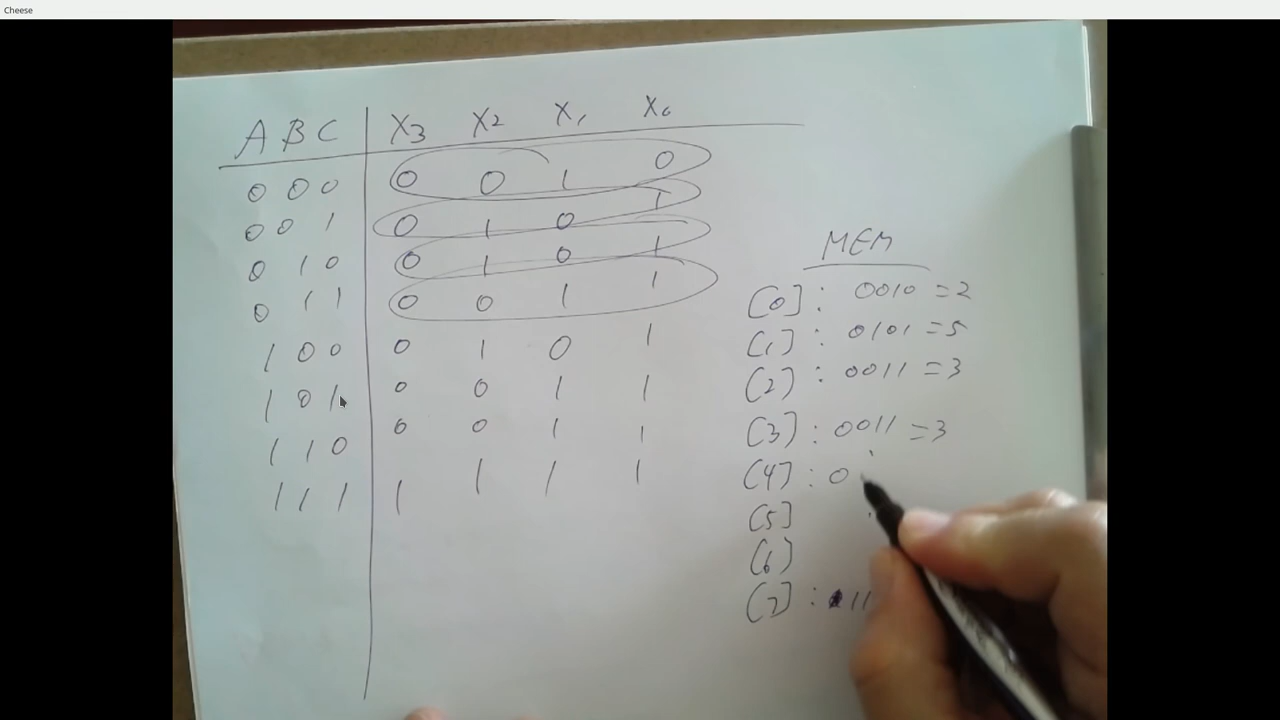 Cheese
A B C X3 X2 X1 X0
0 0 0 0 0 1 0
0 0 1 0 1 0 1
0 1 0 0 1 0 1
0 1 1 0 0 1 1
1 0 0 0 1 0 1
1 0 1 0 0 1 1
1 1 0 0 0 1 1
1 1 1 1 1 1 1
MEM
[0]: 0010 = 2
[1]: 0101 = 5
[2]: 0011 = 3
[3]: 0011 = 3
[4]: 0
[5]
[6]
[7]: 11